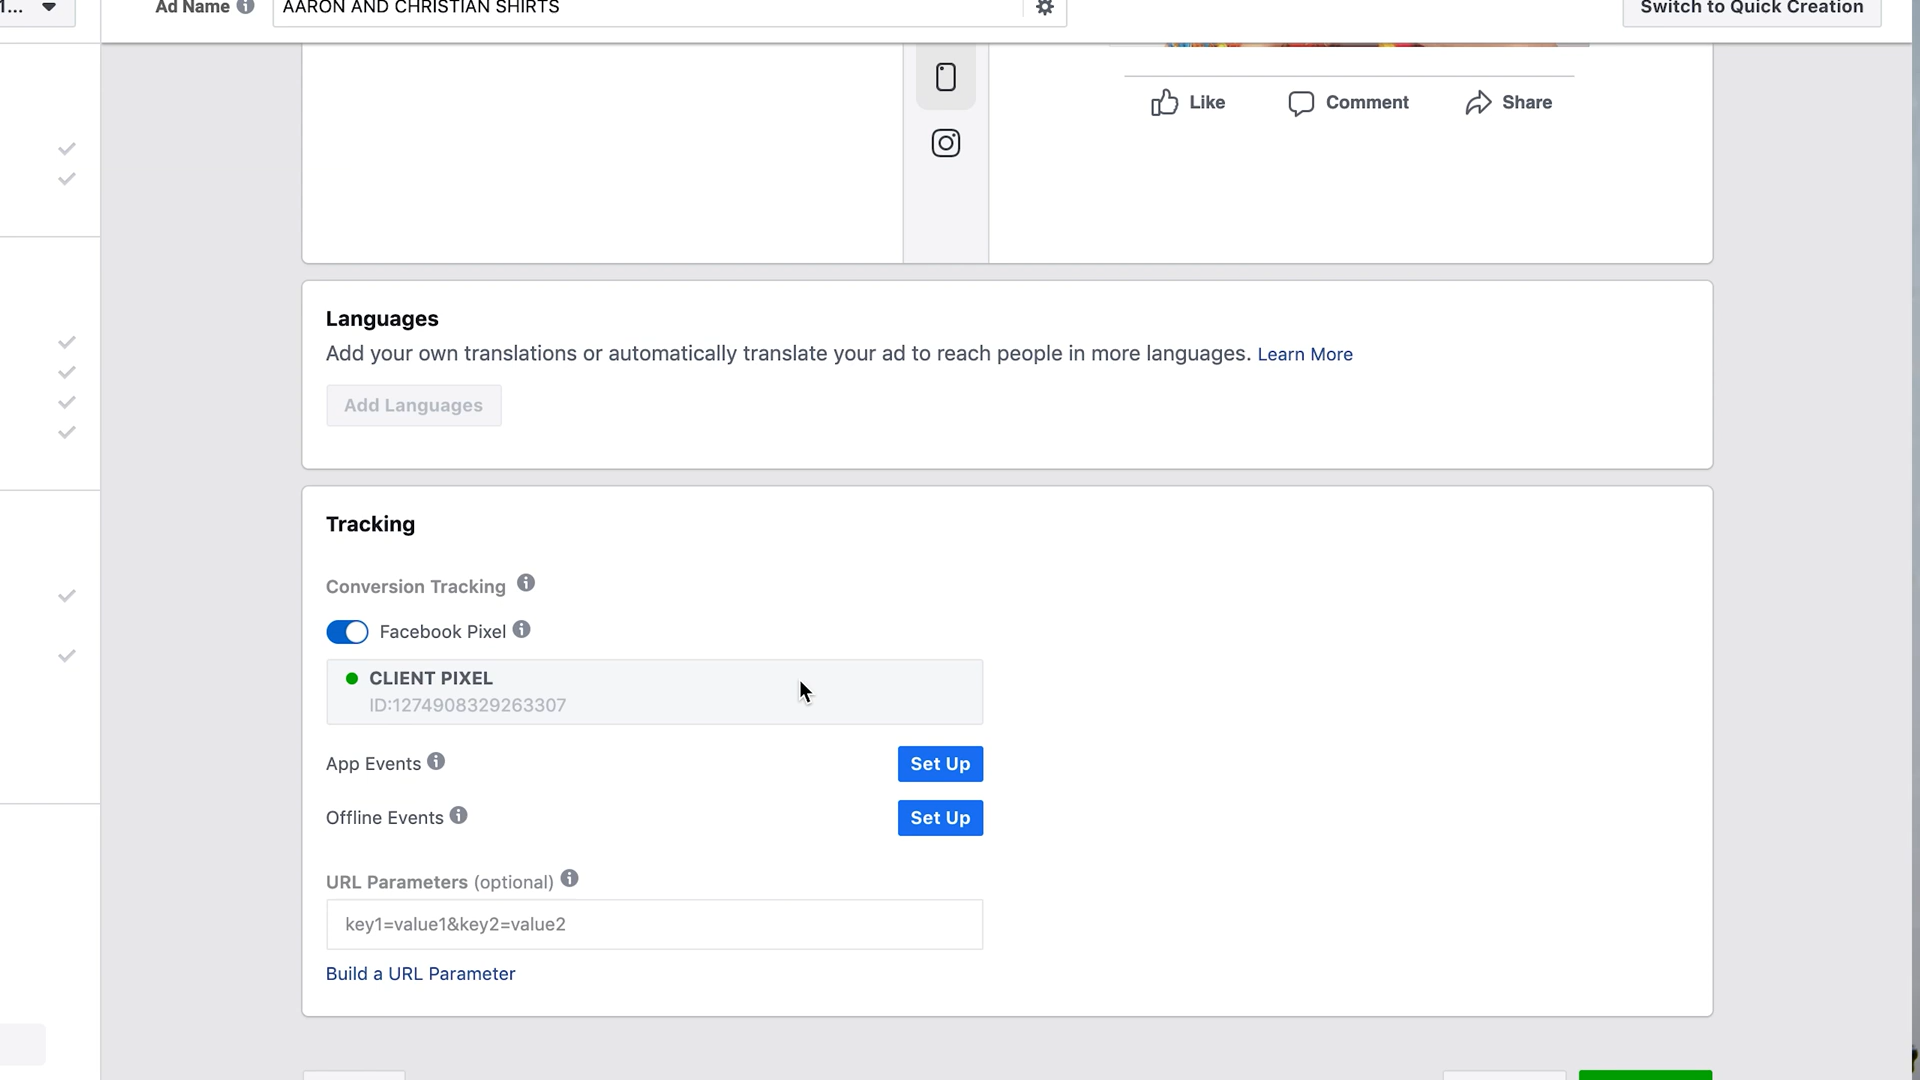 1...
Ad Name
AARON AND CHRISTIAN SHIRTS
Switch to Quick Creation
Like
Comment
Share
Languages
Add your own translations or automatically translate your ad to reach people in more languages. Learn More
Add Languages
Tracking
Conversion Tracking
Facebook Pixel
CLIENT PIXEL
ID:1274908329263307
App Events
Set Up
Offline Events
Set Up
URL Parameters (optional)
key1=value1&key2=value2
Build a URL Parameter